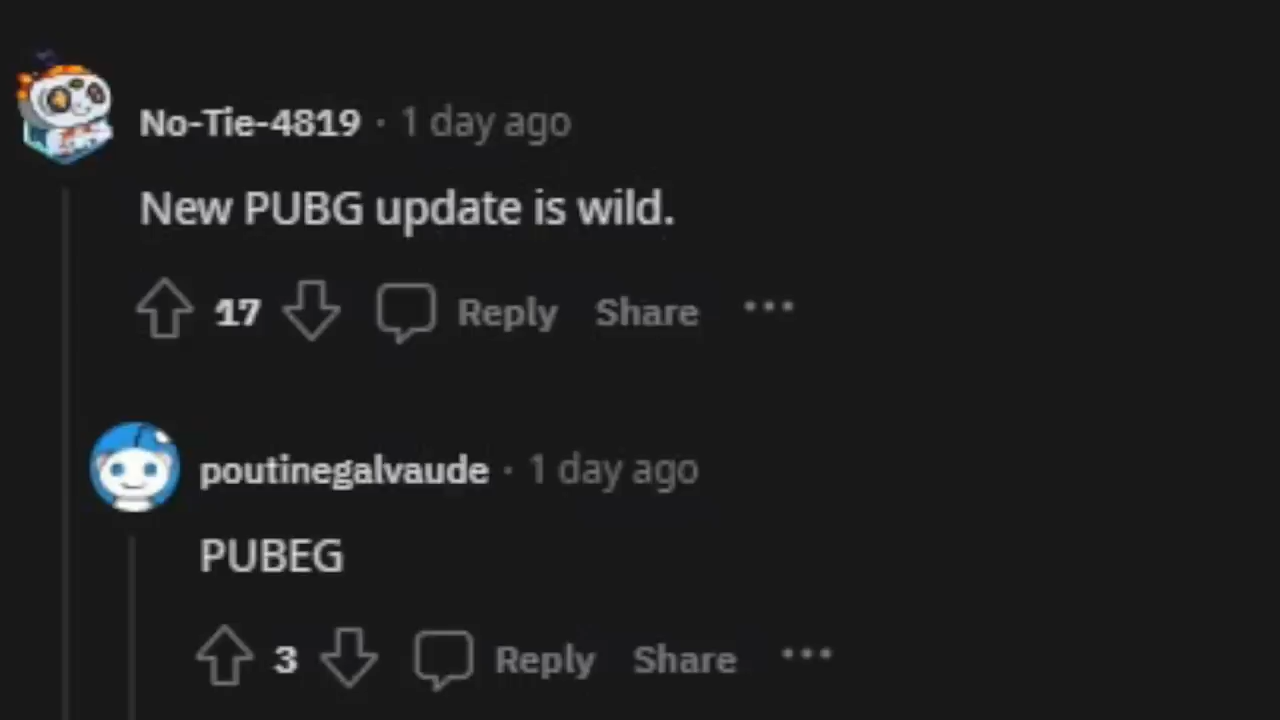 No-Tie-4819 · 1 day ago
New PUBG update is wild.
17 Reply Share ···
poutinegalvaude · 1 day ago
PUBEG
3 Reply Share ···